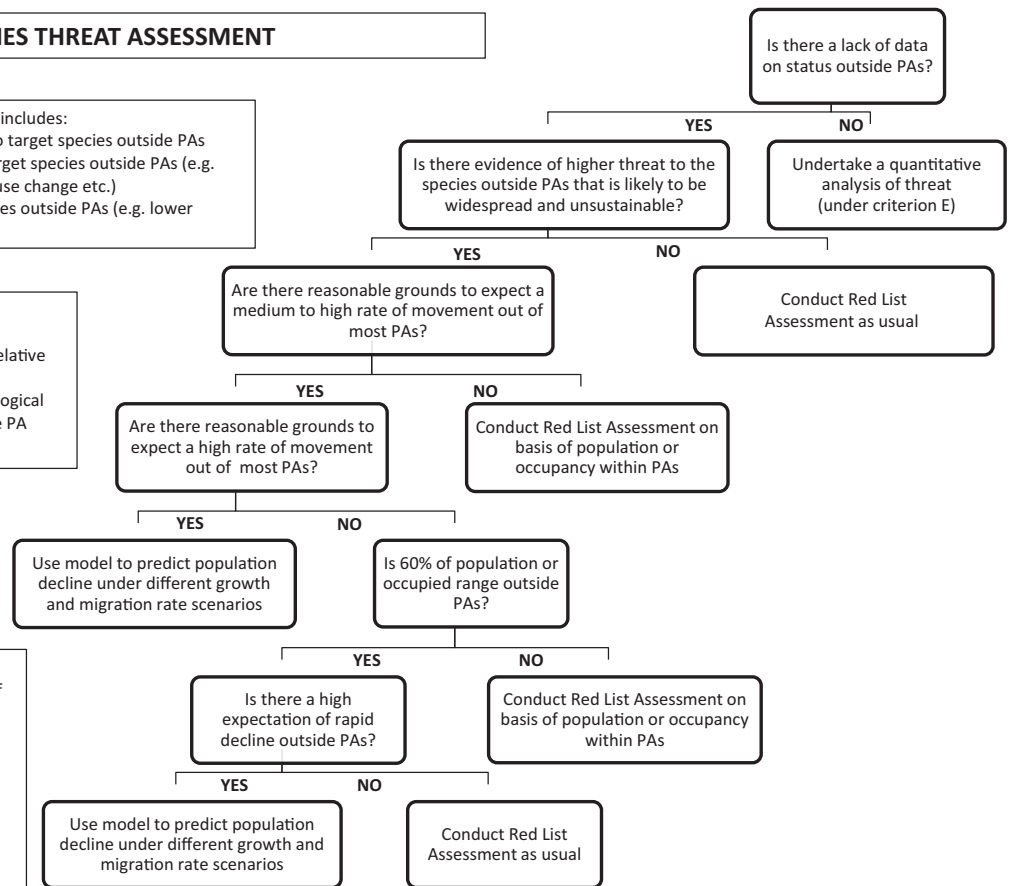 IES THREAT ASSESSMENT
includes:
target species outside PAs
rget species outside PAs (e.g.
use change etc.)
es outside PAs (e.g. lower
elative
ogical
PA
Is there a lack of data
on status outside PAs?
YES
NO
Is there evidence of higher threat to the
species outside PAs that is likely to be
widespread and unsustainable?
Undertake a quantitative
analysis of threat
(under criterion E)
YES
NO
Are there reasonable grounds to expect a
medium to high rate of movement out of
most PAs?
Conduct Red List
Assessment as usual
YES
NO
Are there reasonable grounds to
expect a high rate of movement
out of most PAs?
Conduct Red List Assessment on
basis of population or
occupancy within PAs
YES
NO
Use model to predict population
decline under different growth
and migration rate scenarios
Is 60% of population or
occupied range outside
PAs?
YES
NO
Is there a high
expectation of rapid
decline outside PAs?
Conduct Red List Assessment on
basis of population or occupancy
within PAs
YES
NO
Use model to predict population
decline under different growth and
migration rate scenarios
Conduct Red List
Assessment as usual